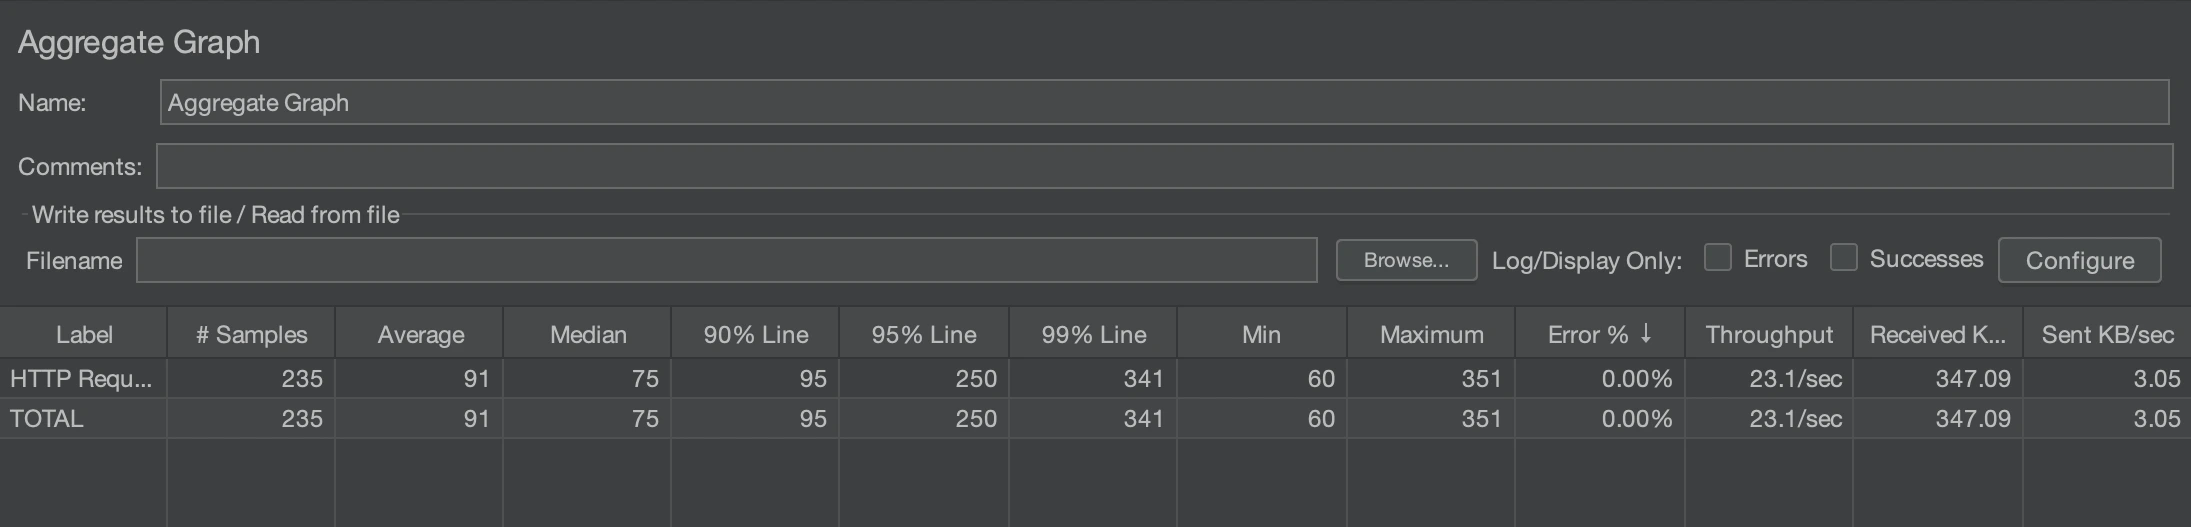 Aggregate Graph
Name: Aggregate Graph
Comments:
Write results to file / Read from file
Filename Browse... Log/Display Only: Errors Successes Configure
Label # Samples Average Median 90% Line 95% Line 99% Line Min Maximum Error % ↓ Throughput Received K... Sent KB/sec
HTTP Requ... 235 91 75 95 250 341 60 351 0.00% 23.1/sec 347.09 3.05
TOTAL 235 91 75 95 250 341 60 351 0.00% 23.1/sec 347.09 3.05